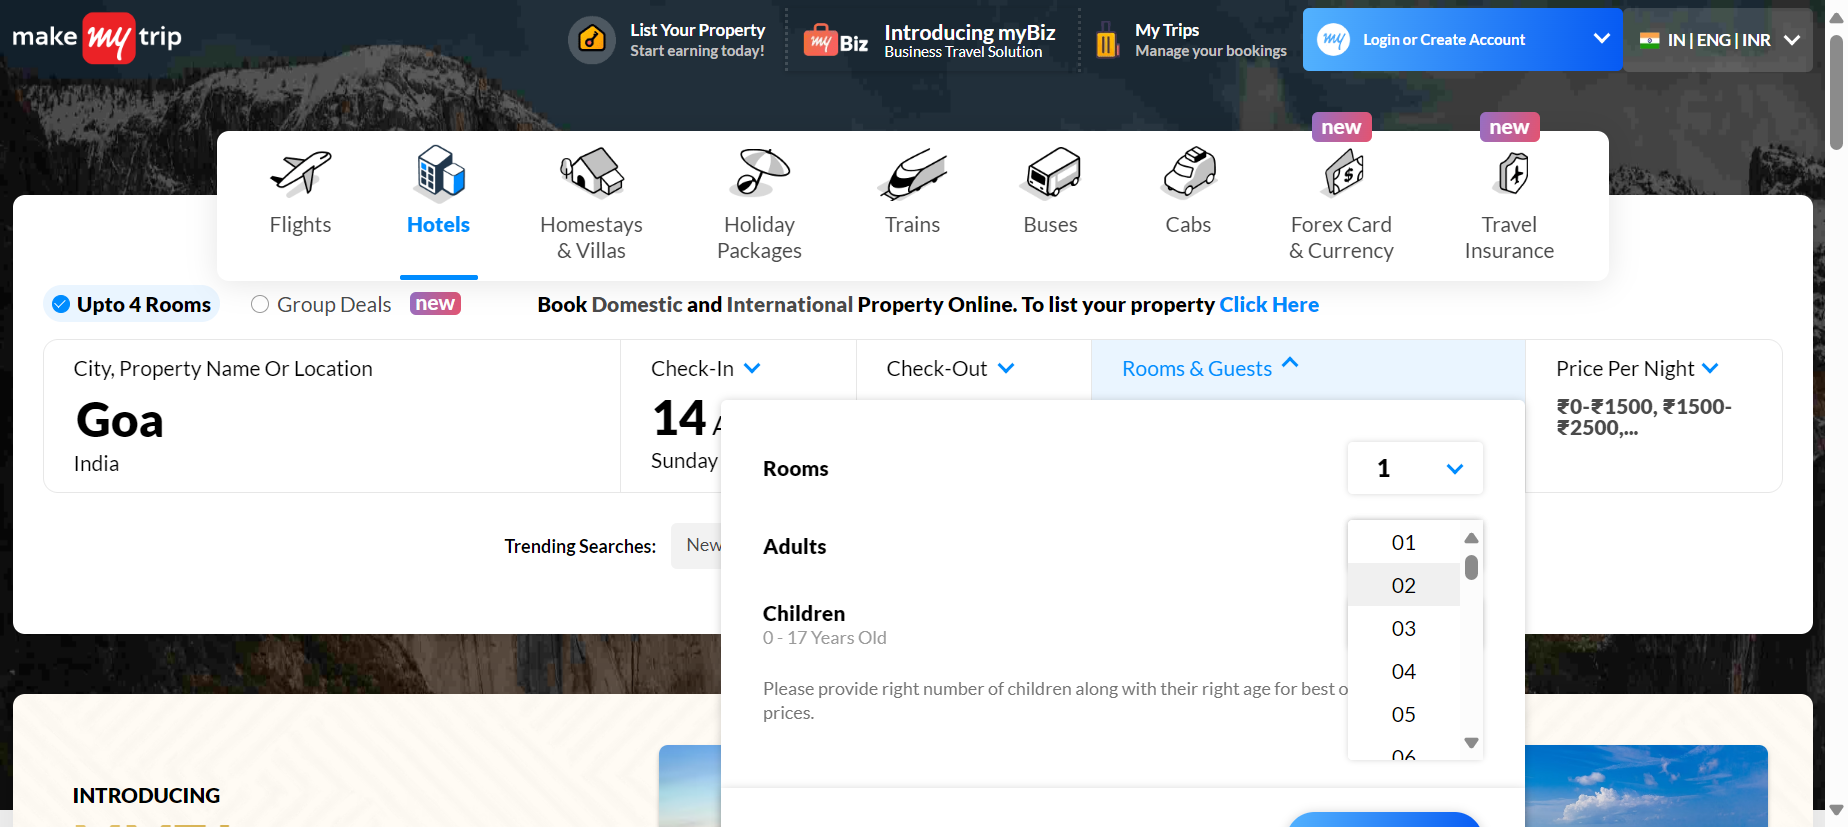 make my trip
List Your Property
Start earning today!
my Biz
Introducing myBiz
Business Travel Solution
My Trips
Manage your bookings
my
Login or Create Account
IN | ENG | INR
new
new
Flights
Hotels
Homestays
& Villas
Holiday
Packages
Trains
Buses
Cabs
Forex Card
& Currency
Travel
Insurance
Upto 4 Rooms
Group Deals
new
Book Domestic and International Property Online. To list your property Click Here
City, Property Name Or Location
Goa
India
Check-In
14
Sunday
Check-Out
Rooms & Guests
Price Per Night
₹0-₹1500, ₹1500-
₹2500,...
Rooms
1
Adults
01
02
03
04
05
06
Children
0 - 17 Years Old
Please provide right number of children along with their right age for best o
prices.
Trending Searches:
New
INTRODUCING